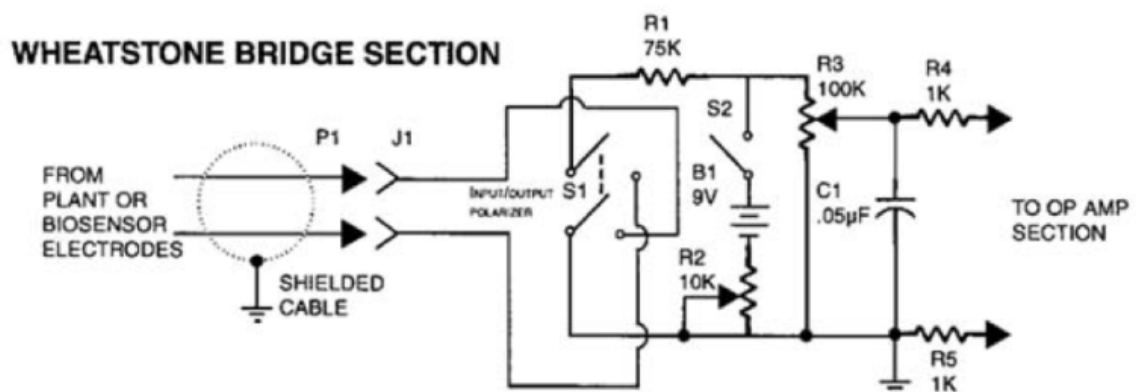 WHEATSTONE BRIDGE SECTION
R1
75K
R3
100K
R4
1K
S2
P1
J1
FROM
PLANT OR
BIOSENSOR
ELECTRODES
INPUT/OUTPUT
POLARIZER
S1
B1
9V
C1
.05µF
TO OP AMP
SECTION
R2
10K
SHIELDED
CABLE
R5
1K